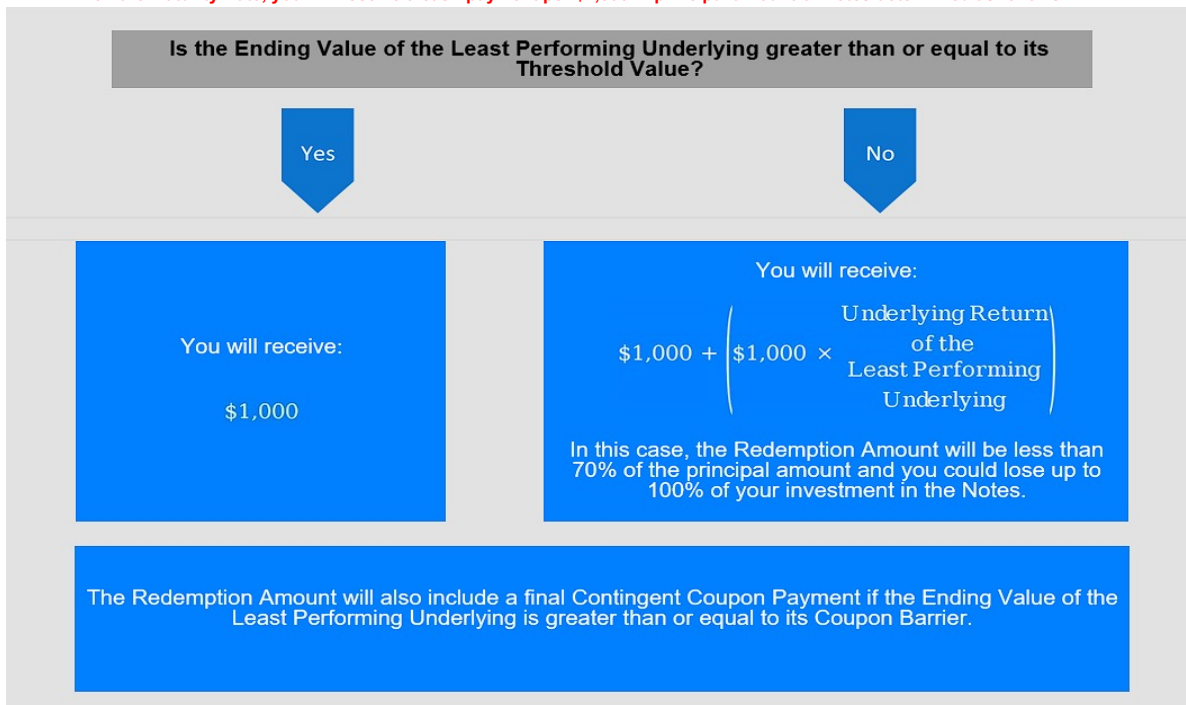 Is the Ending Value of the Least Performing Underlying greater than or equal to its
Threshold Value?
Yes
No
You will receive:
$1,000
You will receive:
$1,000 + ($1,000 × Underlying Return
of the
Least Performing
Underlying)
In this case, the Redemption Amount will be less than
70% of the principal amount and you could lose up to
100% of your investment in the Notes.
The Redemption Amount will also include a final Contingent Coupon Payment if the Ending Value of the
Least Performing Underlying is greater than or equal to its Coupon Barrier.